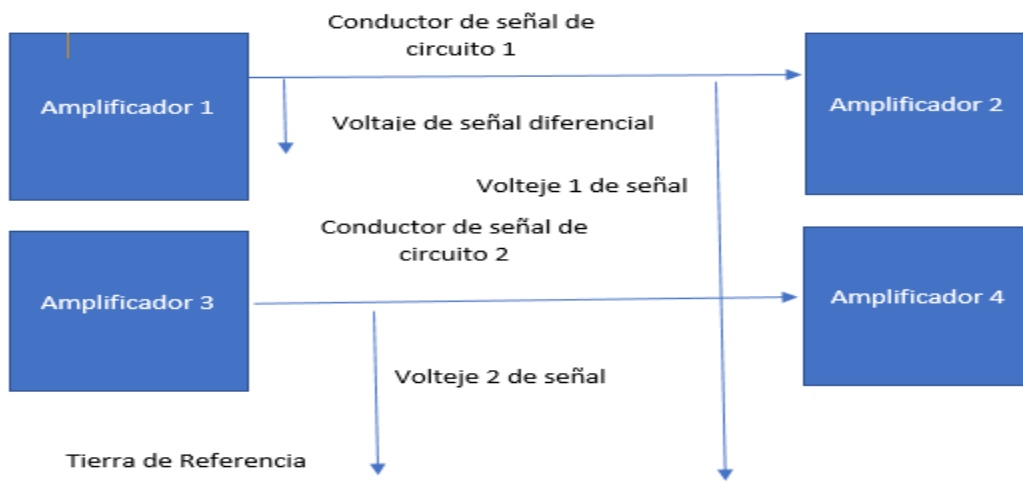 Conductor de señal de
circuito 1
Amplificador 1
Amplificador 2
Voltaje de señal diferencial
Volteje 1 de señal
Conductor de señal de
circuito 2
Amplificador 3
Amplificador 4
Volteje 2 de señal
Tierra de Referencia